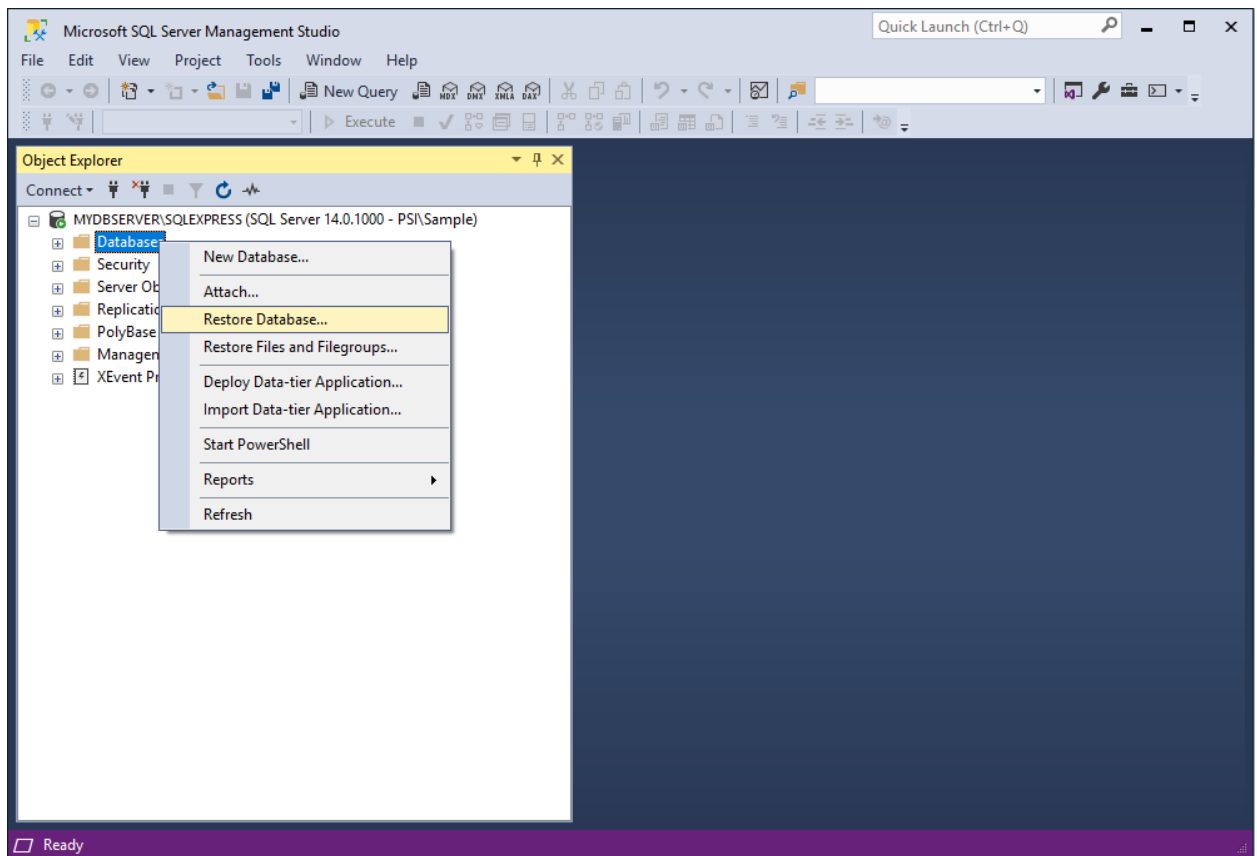 Microsoft SQL Server Management Studio
Quick Launch (Ctrl+Q)
File Edit View Project Tools Window Help
New Query MDX DMX XMLA DAX
Execute
Object Explorer
Connect
MYDBSERVER\SQLEXPRESS (SQL Server 14.0.1000 - PSI\Sample)
Databases
Security
Server Ob
Replicatio
PolyBase
Managem
XEvent Pr
New Database...
Attach...
Restore Database...
Restore Files and Filegroups...
Deploy Data-tier Application...
Import Data-tier Application...
Start PowerShell
Reports
Refresh
Ready